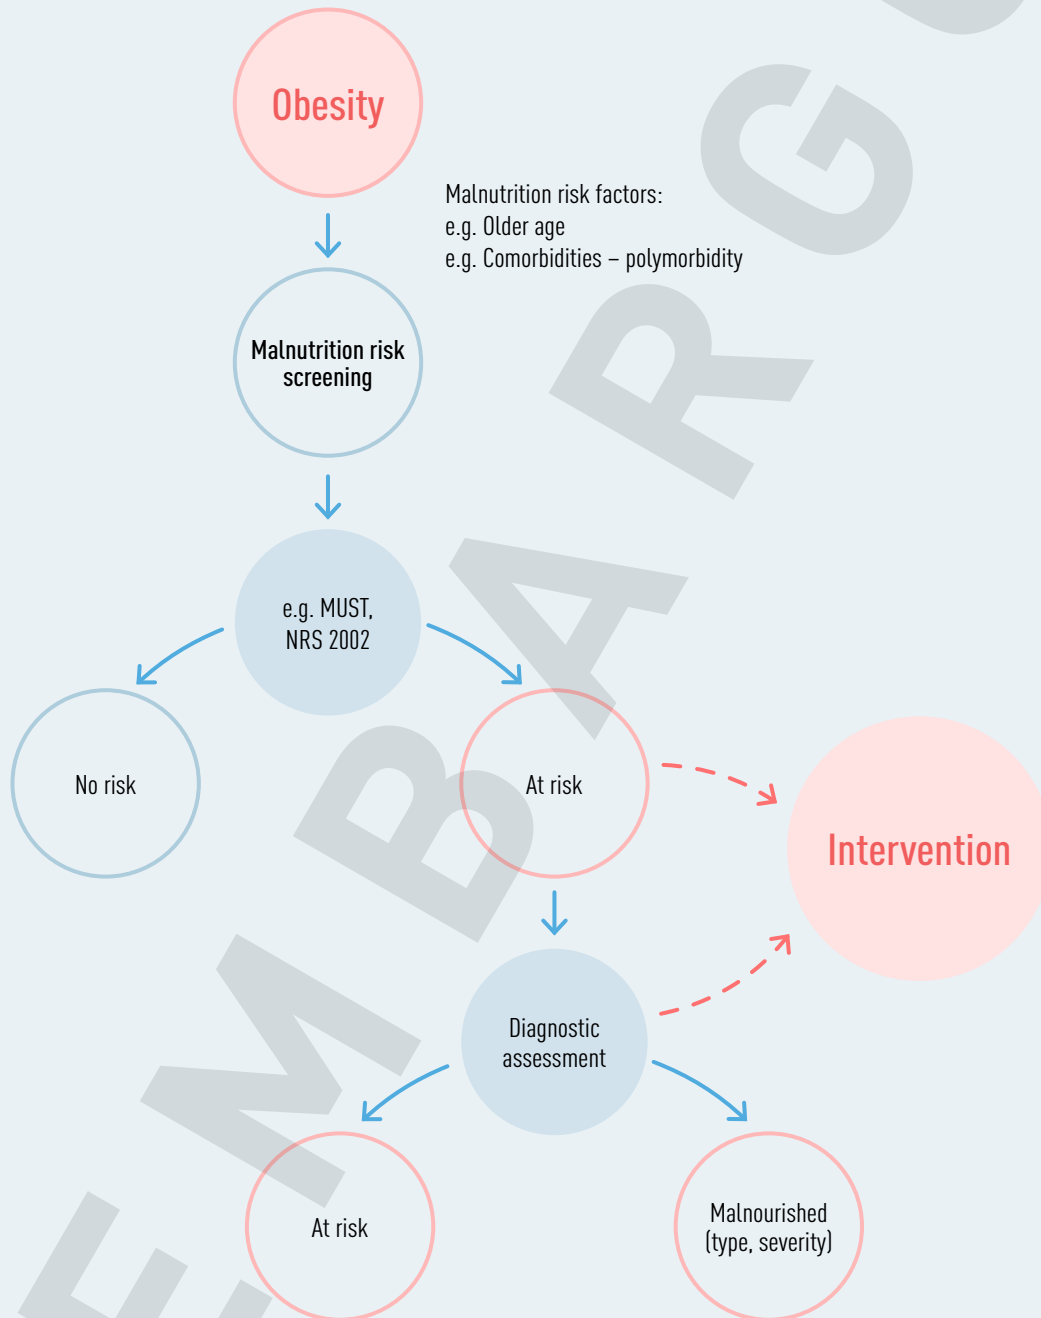 Obesity
Malnutrition risk factors:
e.g. Older age
e.g. Comorbidities – polymorbidity
Malnutrition risk
screening
e.g. MUST,
NRS 2002
No risk
At risk
Intervention
Diagnostic
assessment
At risk
Malnourished
(type, severity)
EMBARGO